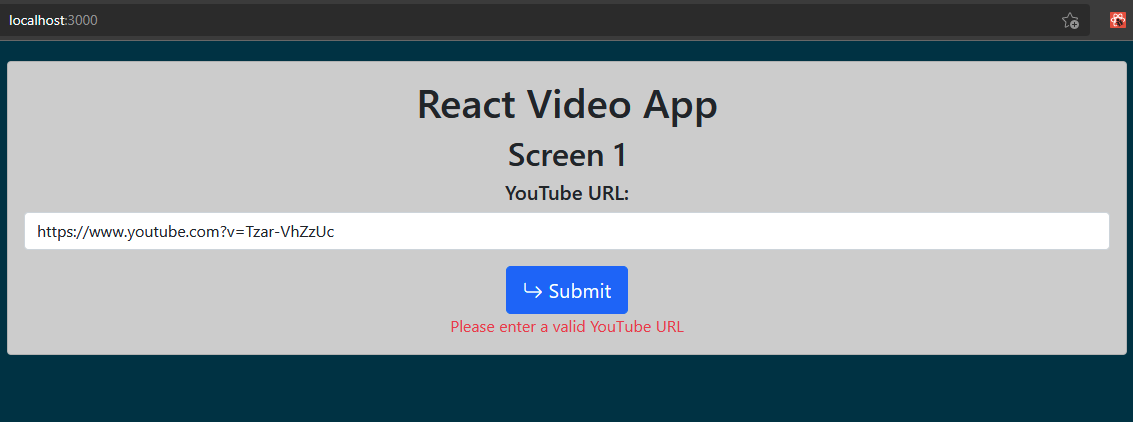 localhost:3000
React Video App
Screen 1
YouTube URL:
https://www.youtube.com?v=Tzar-VhZzUc
Submit
Please enter a valid YouTube URL